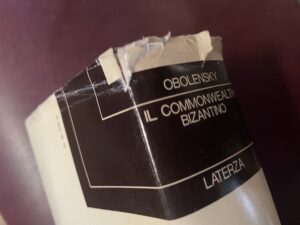 OBOLENSKY
IL COMMONWEALTH
BIZANTINO
LATERZA